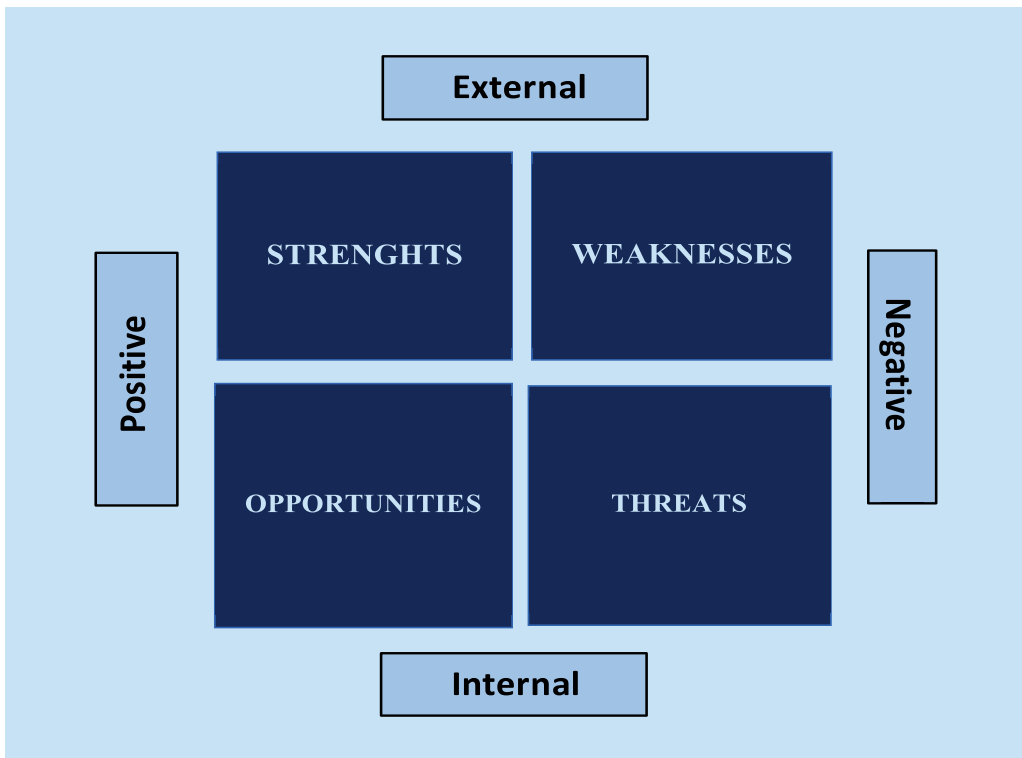 External
STRENGHTS
WEAKNESSES
Positive
Negative
OPPORTUNITIES
THREATS
Internal